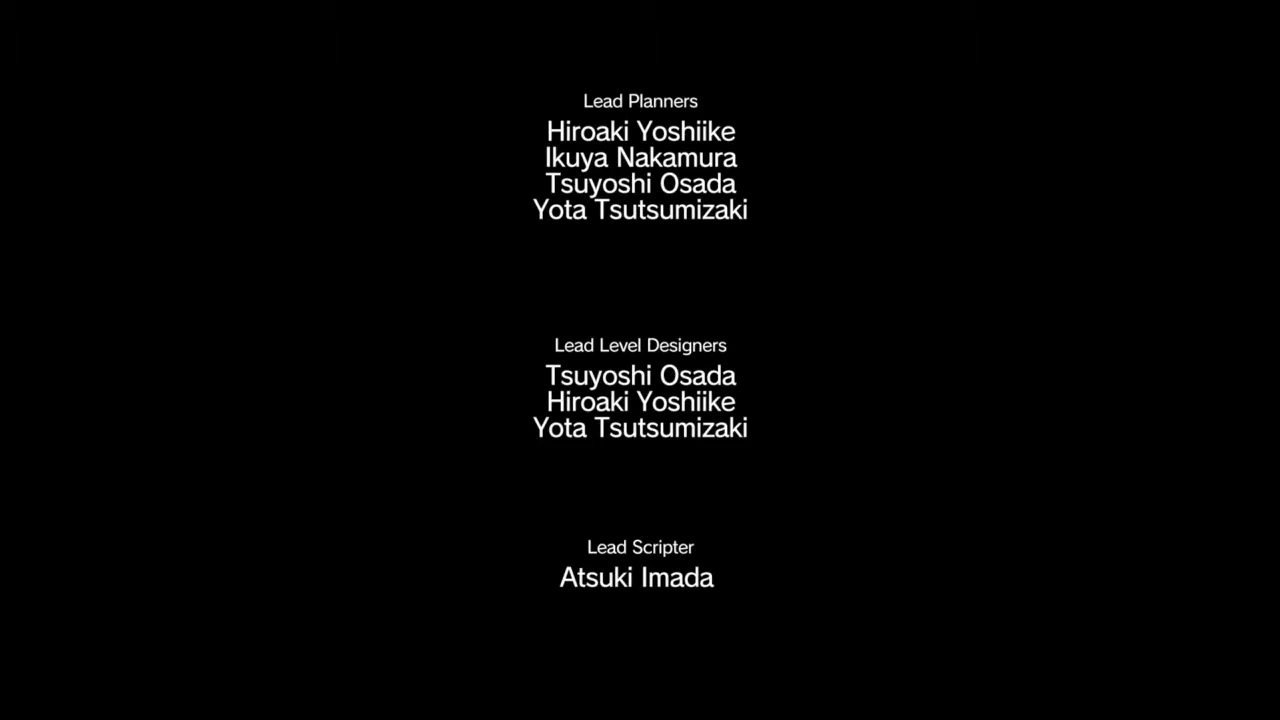 Lead Planners
Hiroaki Yoshiike
Ikuya Nakamura
Tsuyoshi Osada
Yota Tsutsumizaki
Lead Level Designers
Tsuyoshi Osada
Hiroaki Yoshiike
Yota Tsutsumizaki
Lead Scripter
Atsuki Imada